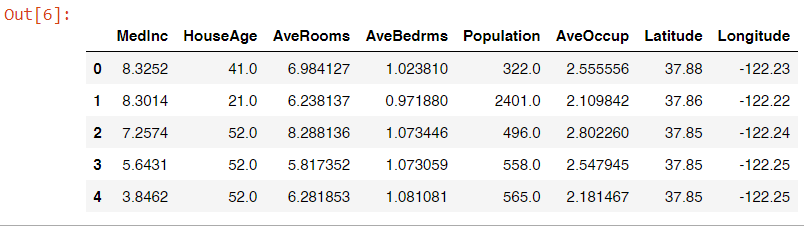 Out[6]:
MedInc HouseAge AveRooms AveBedrms Population AveOccup Latitude Longitude
0 8.3252 41.0 6.984127 1.023810 322.0 2.555556 37.88 -122.23
1 8.3014 21.0 6.238137 0.971880 2401.0 2.109842 37.86 -122.22
2 7.2574 52.0 8.288136 1.073446 496.0 2.802260 37.85 -122.24
3 5.6431 52.0 5.817352 1.073059 558.0 2.547945 37.85 -122.25
4 3.8462 52.0 6.281853 1.081081 565.0 2.181467 37.85 -122.25